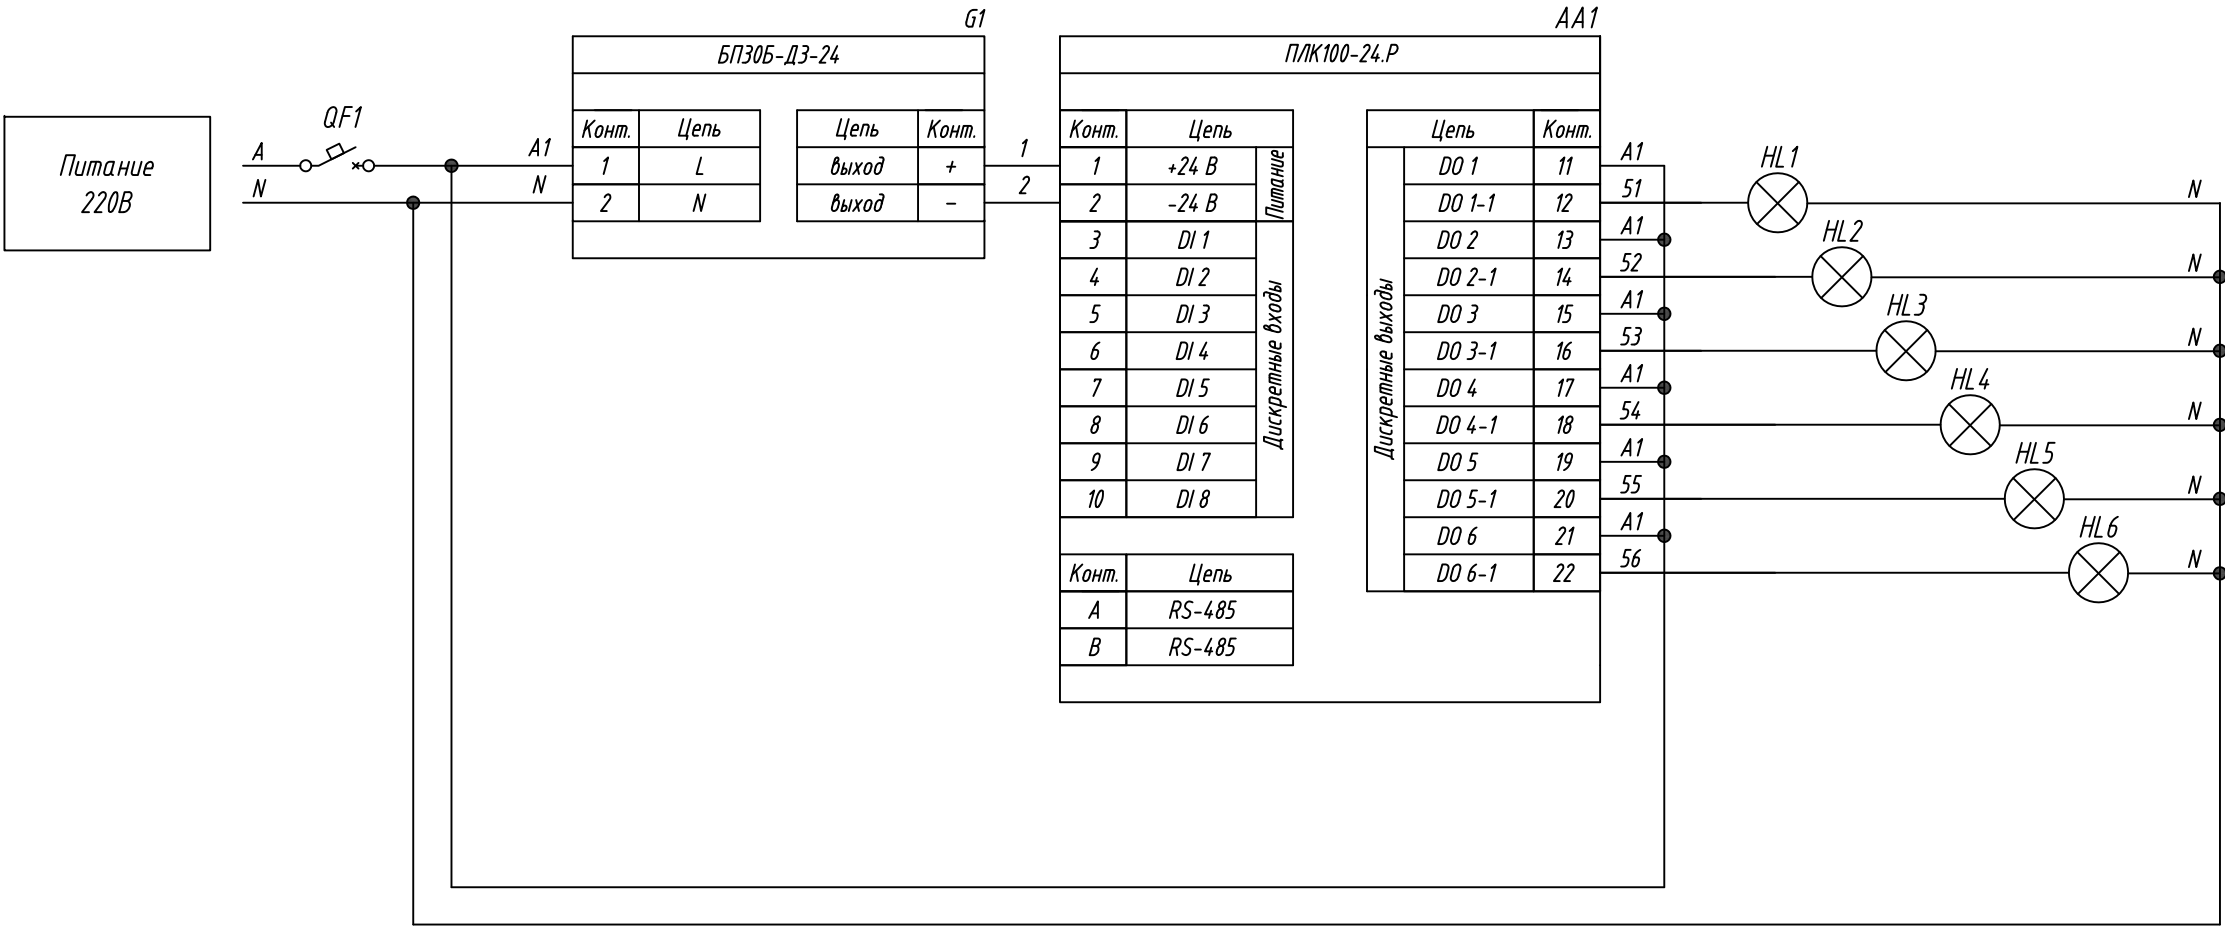 G1
AA1
БП30Б-Д3-24
ПЛК100-24.Р
Питание
220В
QF1
A
N
A1
N
Конт. Цепь
1 L
2 N
Цепь Конт.
выход +
выход -
1
2
Конт. Цепь
1 +24 В
2 -24 В
Питание
3 DI 1
4 DI 2
5 DI 3
6 DI 4
7 DI 5
8 DI 6
9 DI 7
10 DI 8
Дискретные входы
Конт. Цепь
A RS-485
B RS-485
Цепь Конт.
Дискретные выходы
DO 1 11 A1
DO 1-1 12 51
DO 2 13 A1
DO 2-1 14 52
DO 3 15 A1
DO 3-1 16 53
DO 4 17 A1
DO 4-1 18 54
DO 5 19 A1
DO 5-1 20 55
DO 6 21 A1
DO 6-1 22 56
HL1 N
HL2 N
HL3 N
HL4 N
HL5 N
HL6 N